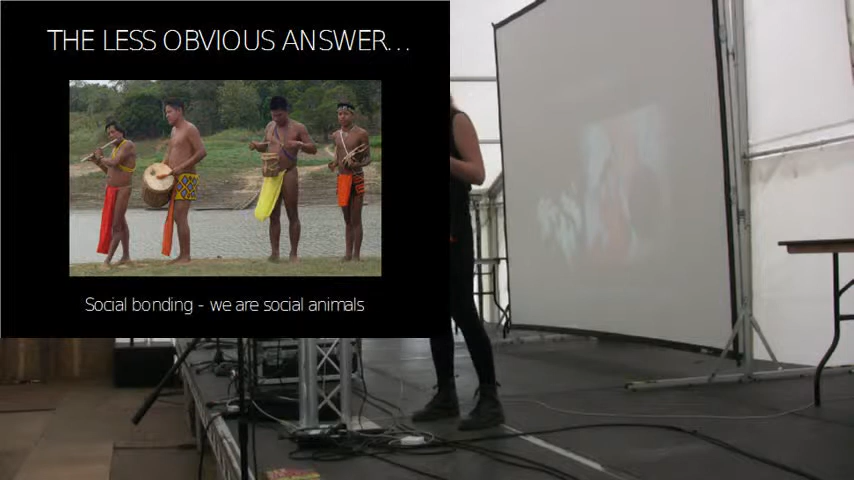 THE LESS OBVIOUS ANSWER...
Social bonding - we are social animals